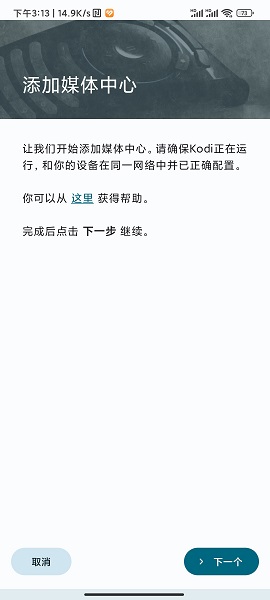 下午3:13 | 14.9K/s
73
添加媒体中心
让我们开始添加媒体中心。请确保Kodi正在运
行，和你的设备在同一网络中并已正确配置。
你可以从 这里 获得帮助。
完成后点击 下一步 继续。
取消
下一个